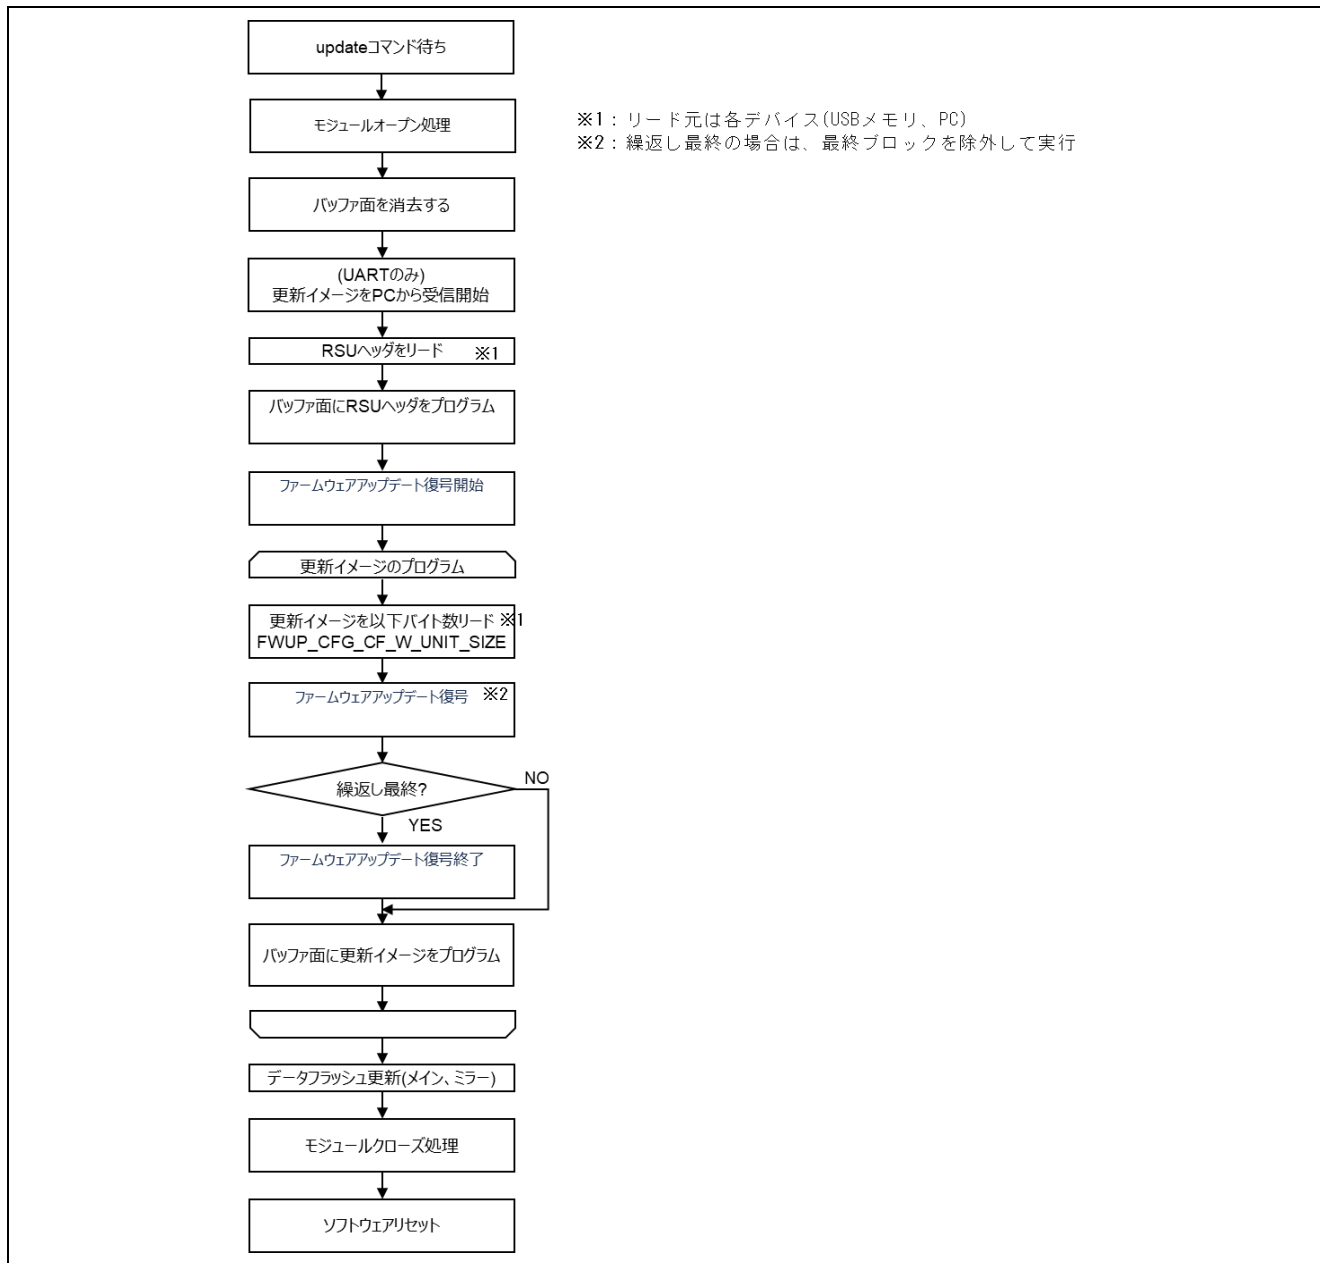 updateコマンド待ち
モジュールオープン処理
※1：リード元は各デバイス(USBメモリ、PC)
※2：繰返し最終の場合は、最終ブロックを除外して実行
バッファ面を消去する
(UARTのみ)
更新イメージをPCから受信開始
RSUヘッダをリード ※1
バッファ面にRSUヘッダをプログラム
ファームウェアアップデート復号開始
更新イメージのプログラム
更新イメージを以下バイト数リード ※1
FWUP_CFG_CF_W_UNIT_SIZE
ファームウェアアップデート復号 ※2
繰返し最終?
NO
YES
ファームウェアアップデート復号終了
バッファ面に更新イメージをプログラム
データフラッシュ更新(メイン、ミラー)
モジュールクローズ処理
ソフトウェアリセット